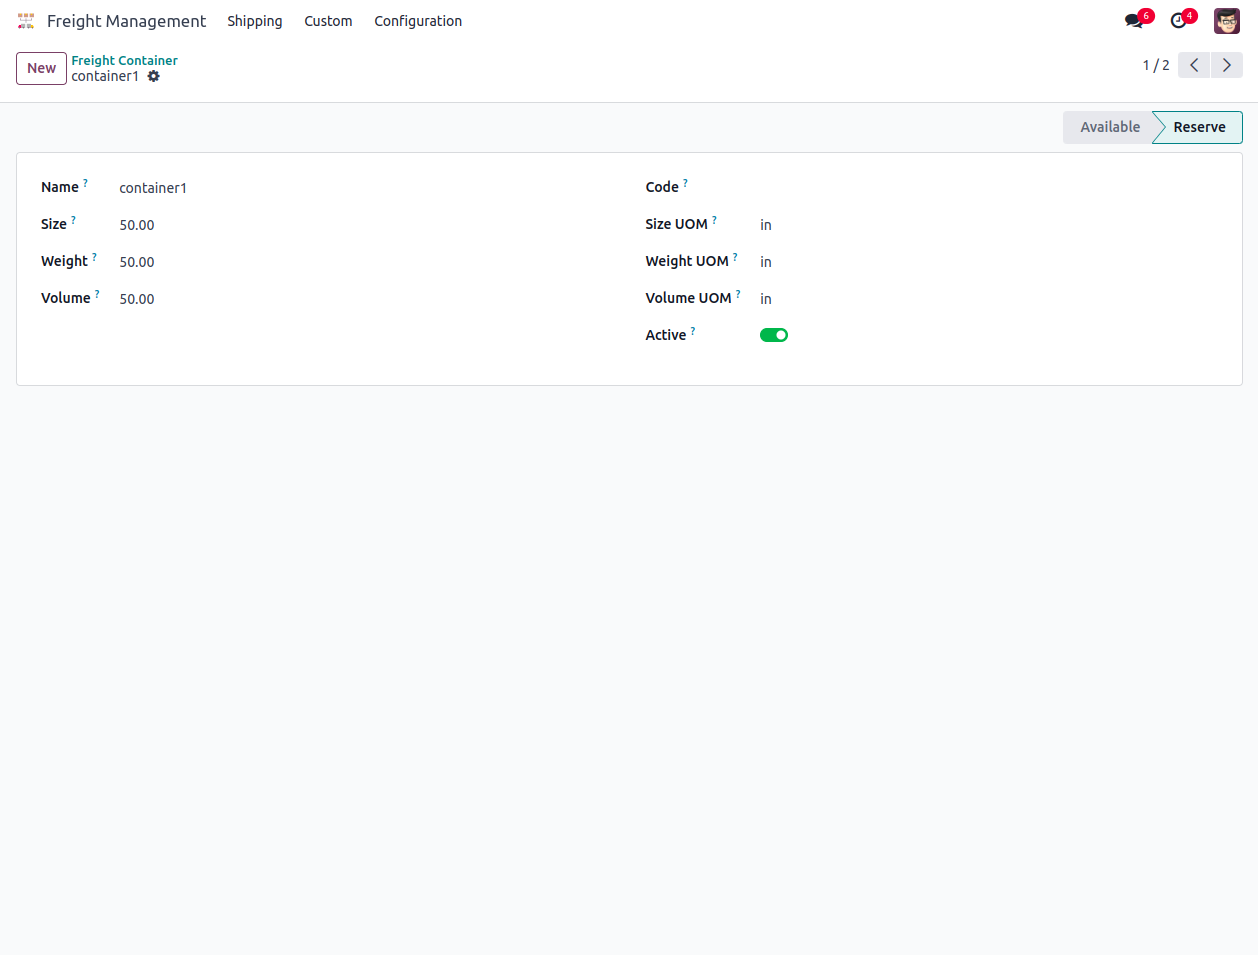 Freight Management Shipping Custom Configuration 6 4
New Freight Container 1 / 2
container1
Available Reserve
Name ? container1 Code ?
Size ? 50.00 Size UOM ? in
Weight ? 50.00 Weight UOM ? in
Volume ? 50.00 Volume UOM ? in
Active ?